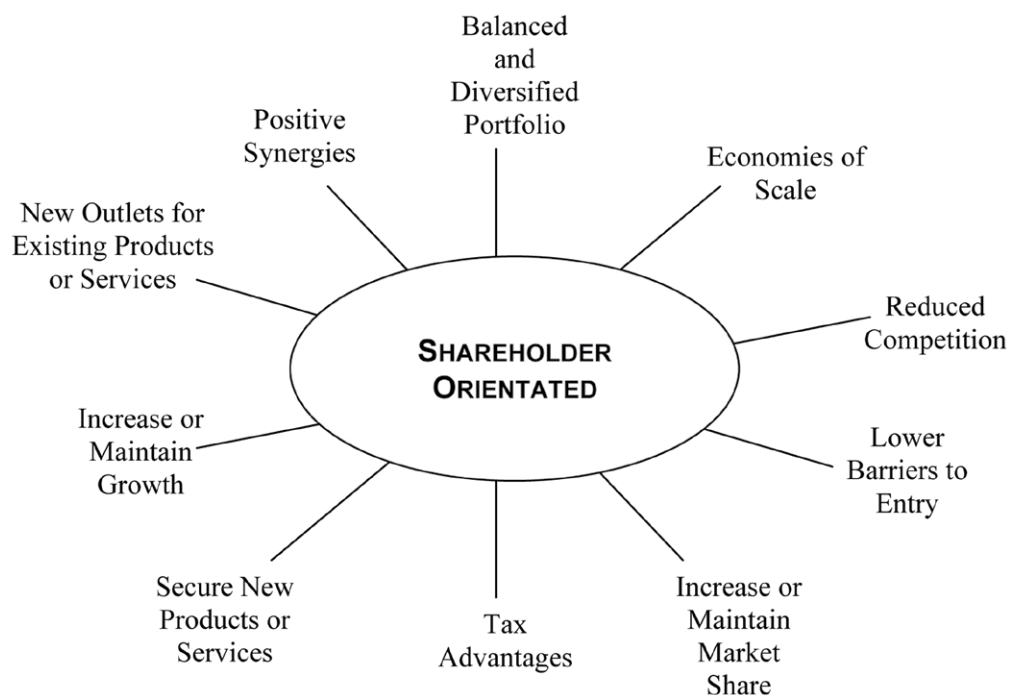 Balanced
and
Diversified
Portfolio
Positive
Synergies
Economies of
Scale
New Outlets for
Existing Products
or Services
Reduced
Competition
SHAREHOLDER
ORIENTATED
Increase or
Maintain
Growth
Lower
Barriers to
Entry
Secure New
Products or
Services
Tax
Advantages
Increase or
Maintain
Market
Share